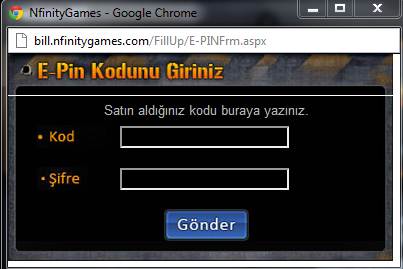 NfinityGames - Google Chrome
bill.nfinitygames.com/FillUp/E-PINFrm.aspx
E-Pin Kodunu Giriniz
Satın aldığınız kodu buraya yazınız.
• Kod
• Şifre
Gönder